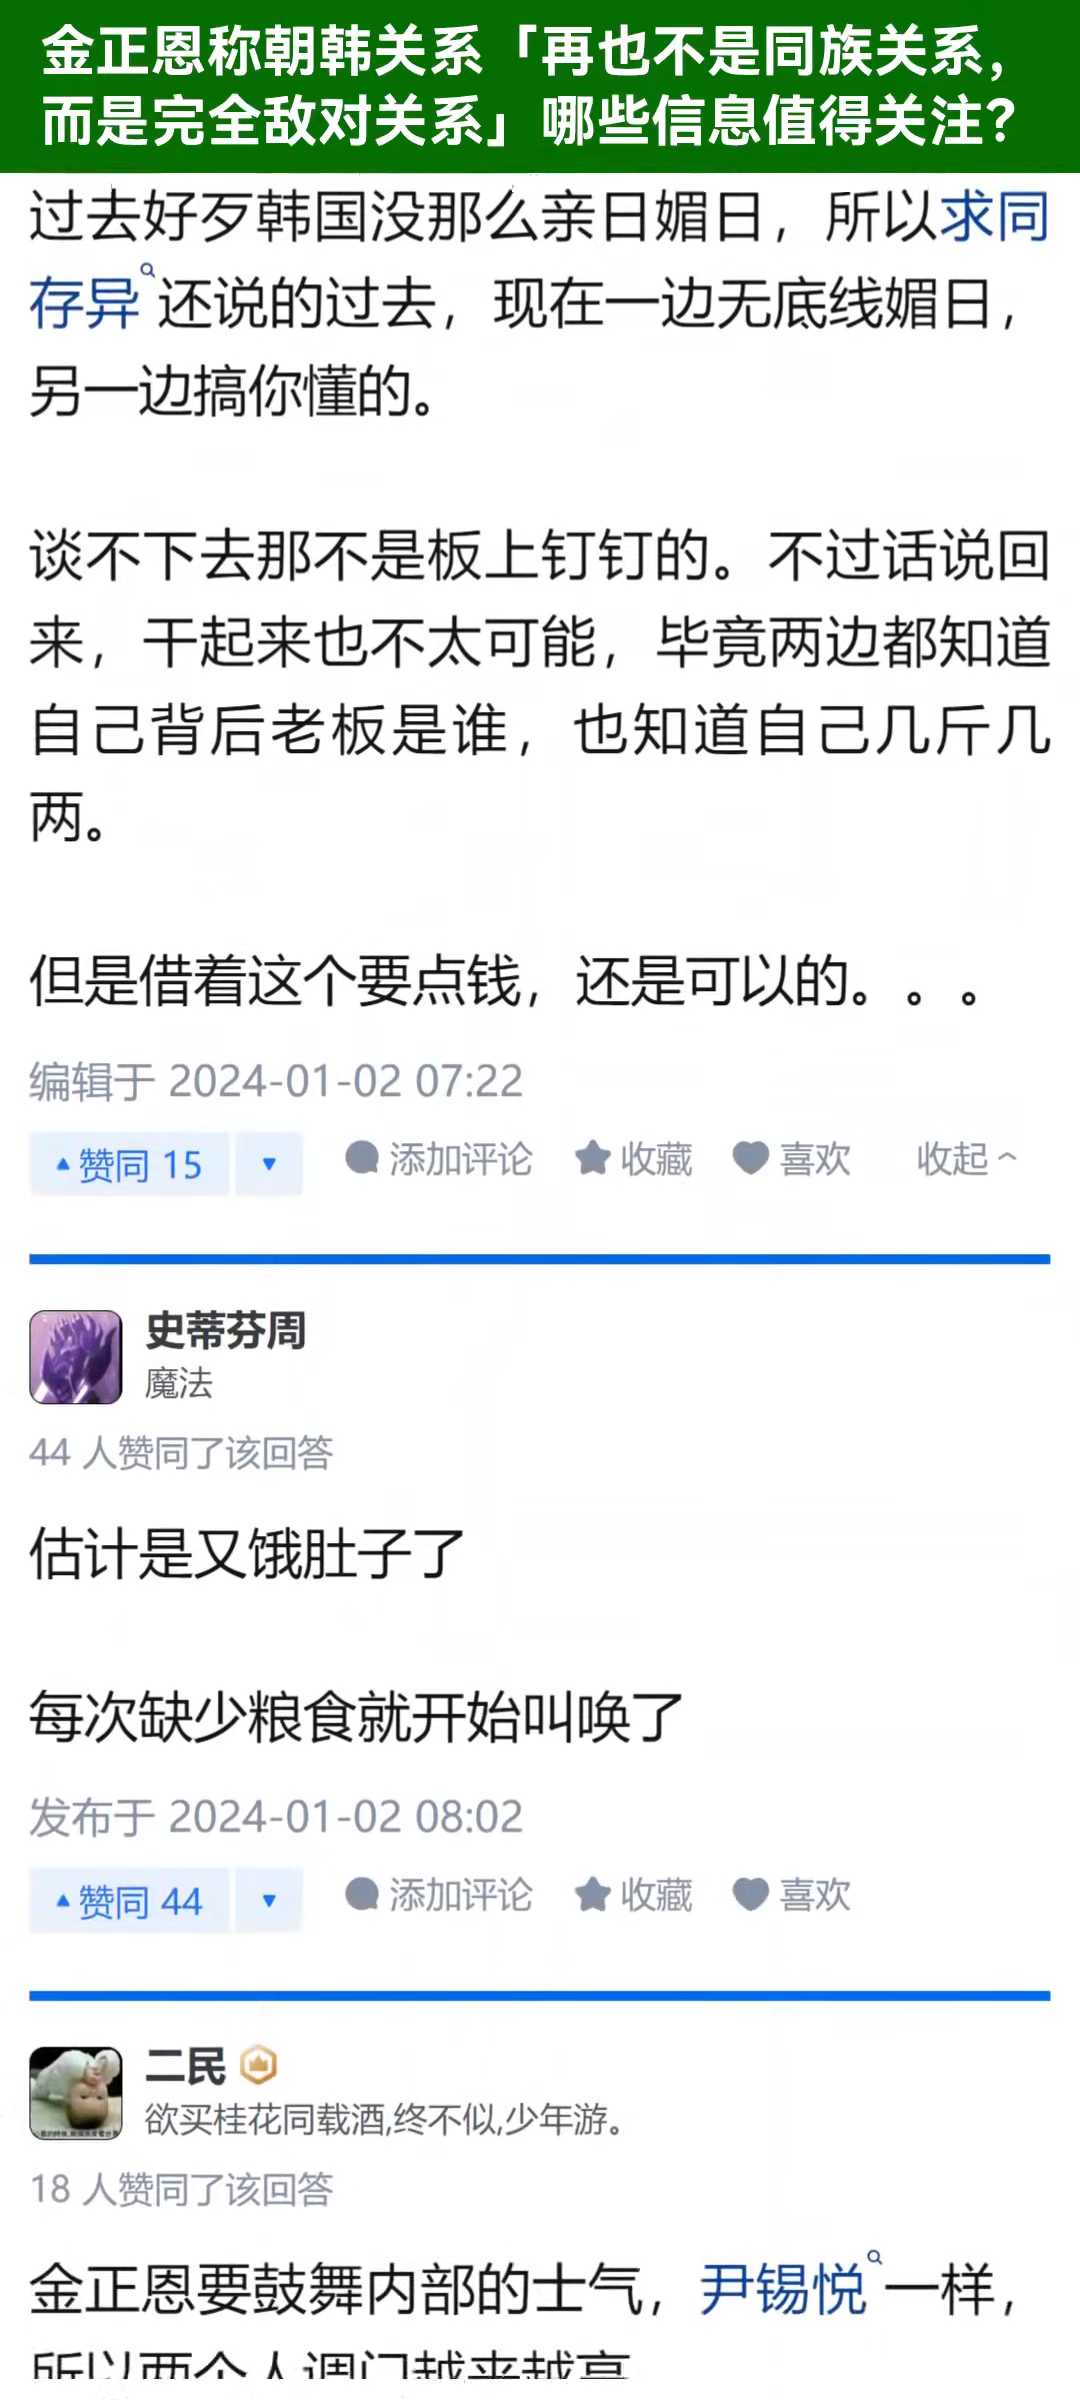 金正恩称朝韩关系「再也不是同族关系，
而是完全敌对关系」哪些信息值得关注？
过去好歹韩国没那么亲日媚日，所以求同
存异还说的过去，现在一边无底线媚日，
另一边搞你懂的。
谈不下去那不是板上钉钉的。不过话说回
来，干起来也不太可能，毕竟两边都知道
自己背后老板是谁，也知道自己几斤几
两。
但是借着这个要点钱，还是可以的。。。
编辑于 2024-01-02 07:22
赞同 15 添加评论 收藏 喜欢 收起
史蒂芬周
魔法
44 人赞同了该回答
估计是又饿肚子了
每次缺少粮食就开始叫唤了
发布于 2024-01-02 08:02
赞同 44 添加评论 收藏 喜欢
二民
欲买桂花同载酒,终不似,少年游。
18 人赞同了该回答
金正恩要鼓舞内部的士气，尹锡悦一样，
所以两个人调门越来越高